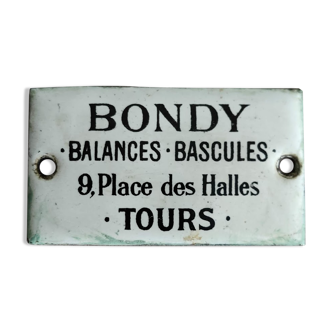 BONDY
· BALANCES · BASCULES ·
9, Place des Halles
· TOURS ·